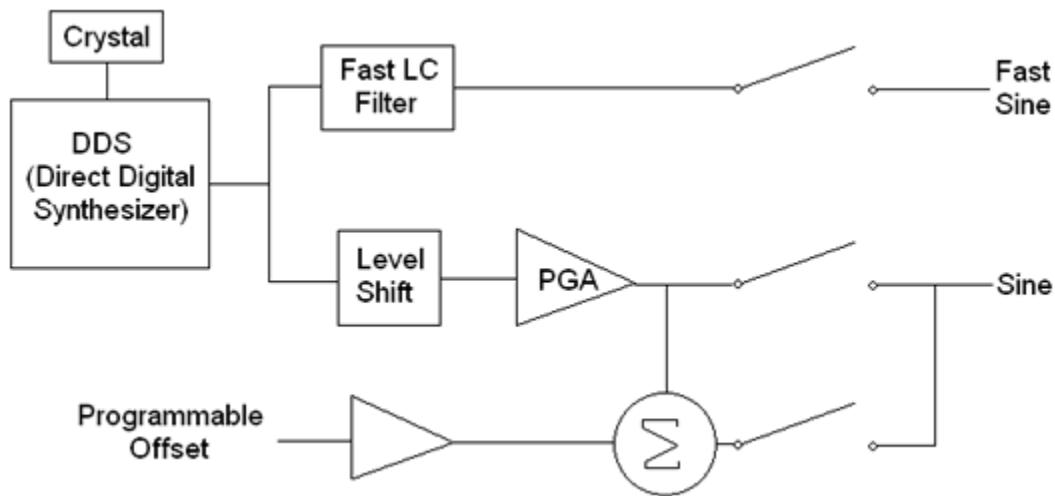 Crystal
DDS
(Direct Digital
Synthesizer)
Fast LC
Filter
Fast
Sine
Level
Shift
PGA
Sine
Programmable
Offset
Σ